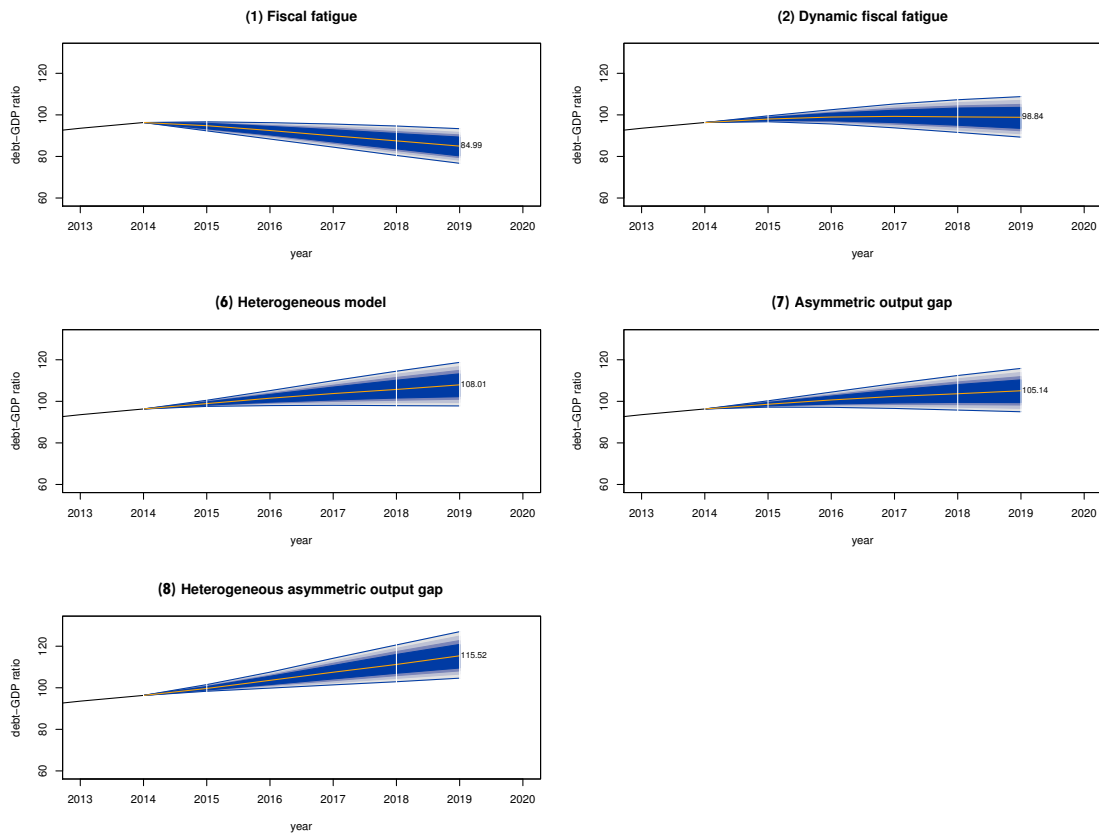 (1) Fiscal fatigue
debt−GDP ratio
60 80 100 120
84.99
2013 2014 2015 2016 2017 2018 2019 2020
year
(2) Dynamic fiscal fatigue
debt−GDP ratio
60 80 100 120
98.84
2013 2014 2015 2016 2017 2018 2019 2020
year
(6) Heterogeneous model
debt−GDP ratio
60 80 100 120
108.01
2013 2014 2015 2016 2017 2018 2019 2020
year
(7) Asymmetric output gap
debt−GDP ratio
60 80 100 120
105.14
2013 2014 2015 2016 2017 2018 2019 2020
year
(8) Heterogeneous asymmetric output gap
debt−GDP ratio
60 80 100 120
115.52
2013 2014 2015 2016 2017 2018 2019 2020
year